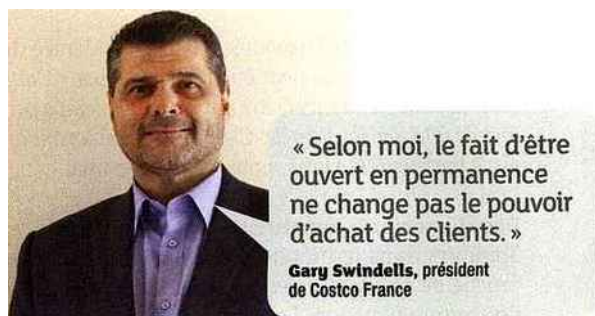 « Selon moi, le fait d’être
ouvert en permanence
ne change pas le pouvoir
d’achat des clients. »
Gary Swindells, président
de Costco France